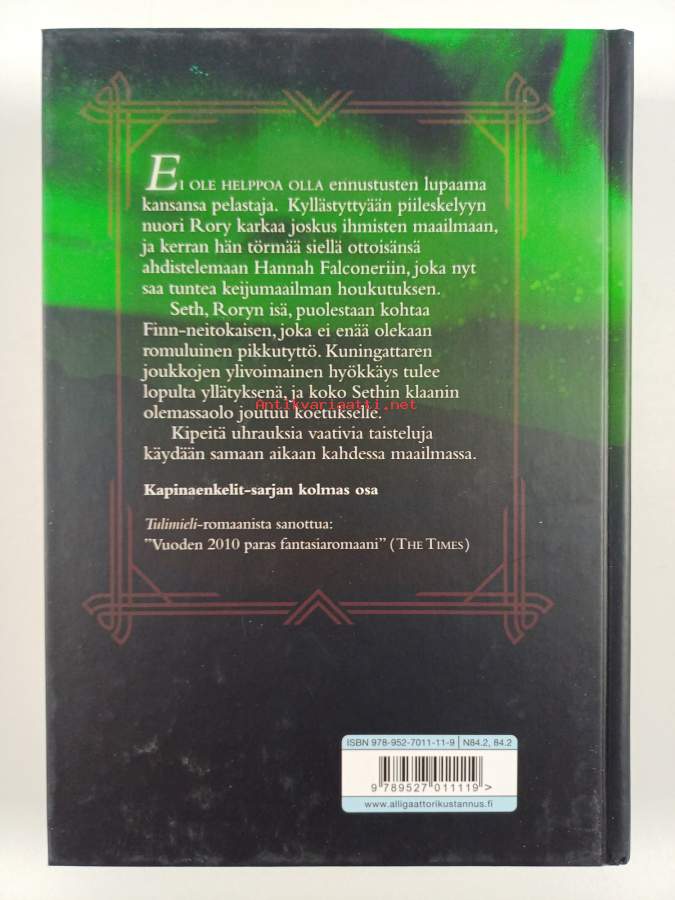 EI OLE HELPPOA OLLA ennustusten lupaama
kansansa pelastaja. Kyllästyttyään piileskelyyn
nuori Rory karkaa joskus ihmisten maailmaan,
ja kerran hän törmää siellä ottoisänsä
ahdistelemaan Hannah Falconeriin, joka nyt
saa tuntea keijumaailman houkutuksen.
Seth, Roryn isä, puolestaan kohtaa
Finn-neitokaisen, joka ei enää olekaan
romuluinen pikkutyttö. Kuningattaren
joukkojen ylivoimainen hyökkäys tulee
lopulta yllätyksenä, ja koko Sethin klaanin
Antikvariaatti.net
olemassaolo joutuu koetukselle.
Kipeitä uhrauksia vaativia taisteluja
käydään samaan aikaan kahdessa maailmassa.
Kapinaenkelit-sarjan kolmas osa
Tulimieli-romaanista sanottua:
”Vuoden 2010 paras fantasiaromaani” (THE TIMES)
ISBN 978-952-7011-11-9 | N84.2, 84.2
9 789527 011119 >
www.alligaattorikustannus.fi